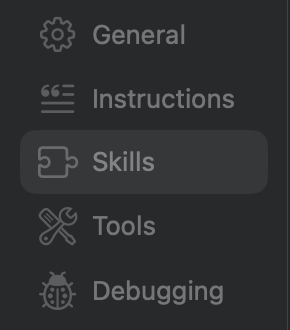 General
Instructions
Skills
Tools
Debugging